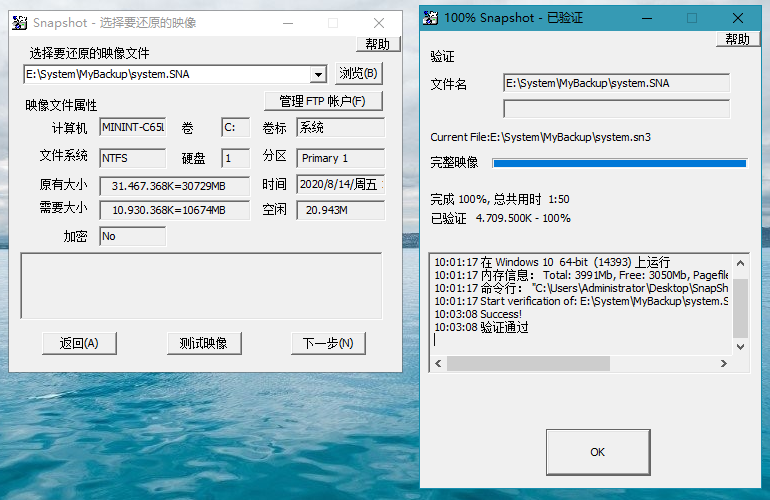 Snapshot - 选择要还原的映像
帮助
选择要还原的映像文件
E:\System\MyBackup\system.SNA
浏览(B)
映像文件属性
管理 FTP 帐户(F)
计算机 MININT-C65l 卷 C: 卷标 系统
文件系统 NTFS 硬盘 1 分区 Primary 1
原有大小 31.467.368K=30729MB 时间 2020/8/14/周五
需要大小 10.930.368K=10674MB 空闲 20.943M
加密 No
返回(A) 测试映像 下一步(N)
100% Snapshot - 已验证
帮助
验证
文件名 E:\System\MyBackup\system.SNA
Current File:E:\System\MyBackup\system.sn3
完整映像
完成 100%, 总共用时 1:50
已验证 4.709.500K - 100%
10:01:17 在 Windows 10 64-bit (14393) 上运行
10:01:17 内存信息： Total: 3991Mb, Free: 3050Mb, Pagefile
10:01:17 命令行： "C:\Users\Administrator\Desktop\SnapSh
10:01:17 Start verification of: E:\System\MyBackup\system.S
10:03:08 Success!
10:03:08 验证通过
OK